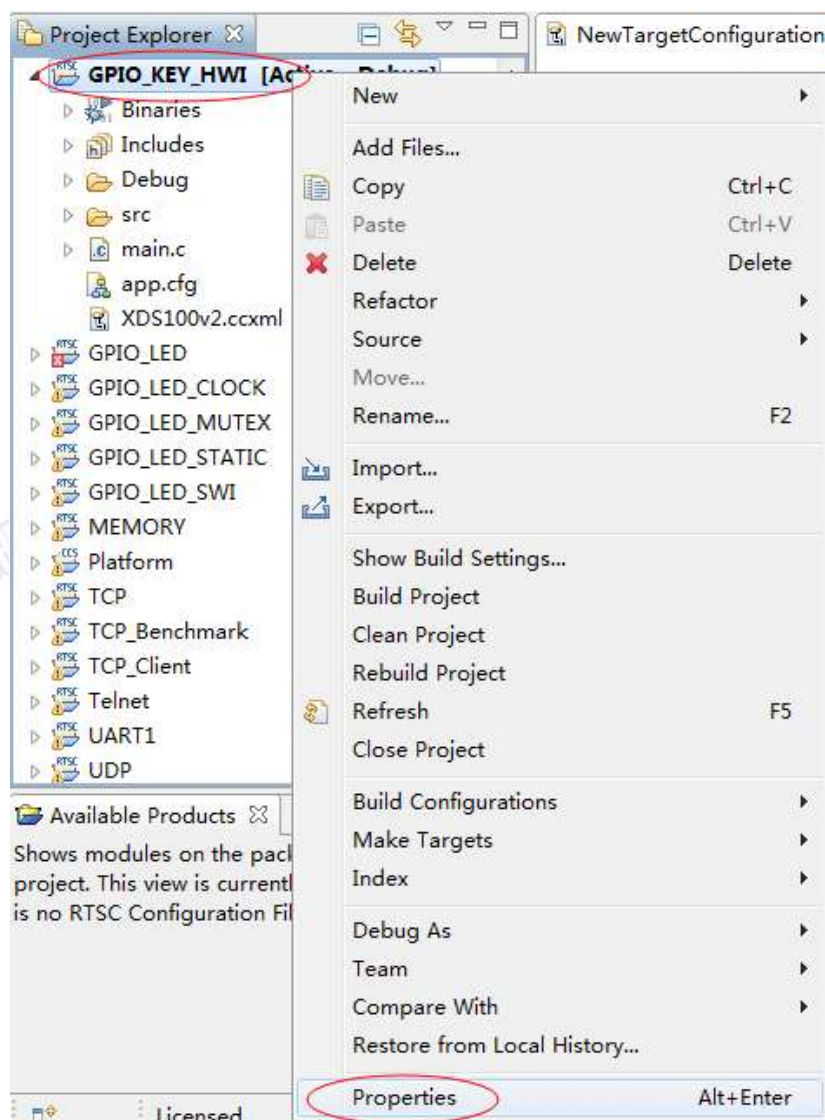 Project Explorer
NewTargetConfiguration
GPIO_KEY_HWI [Active - Debug]
Binaries
Includes
Debug
src
main.c
app.cfg
XDS100v2.ccxml
GPIO_LED
GPIO_LED_CLOCK
GPIO_LED_MUTEX
GPIO_LED_STATIC
GPIO_LED_SWI
MEMORY
Platform
TCP
TCP_Benchmark
TCP_Client
Telnet
UART1
UDP
Available Products
Shows modules on the pack
project. This view is currentl
is no RTSC Configuration Fil
Licensed
New
Add Files...
Copy Ctrl+C
Paste Ctrl+V
Delete Delete
Refactor
Source
Move...
Rename... F2
Import...
Export...
Show Build Settings...
Build Project
Clean Project
Rebuild Project
Refresh F5
Close Project
Build Configurations
Make Targets
Index
Debug As
Team
Compare With
Restore from Local History...
Properties Alt+Enter